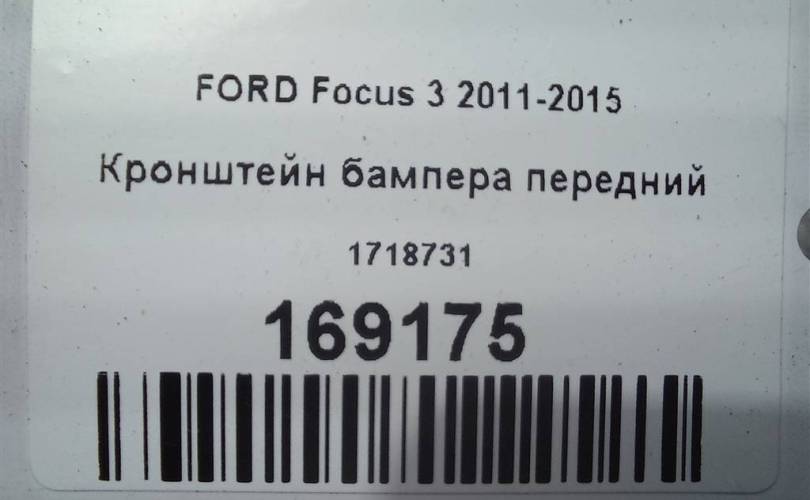 FORD Focus 3 2011-2015
Кронштейн бампера передний
1718731
169175